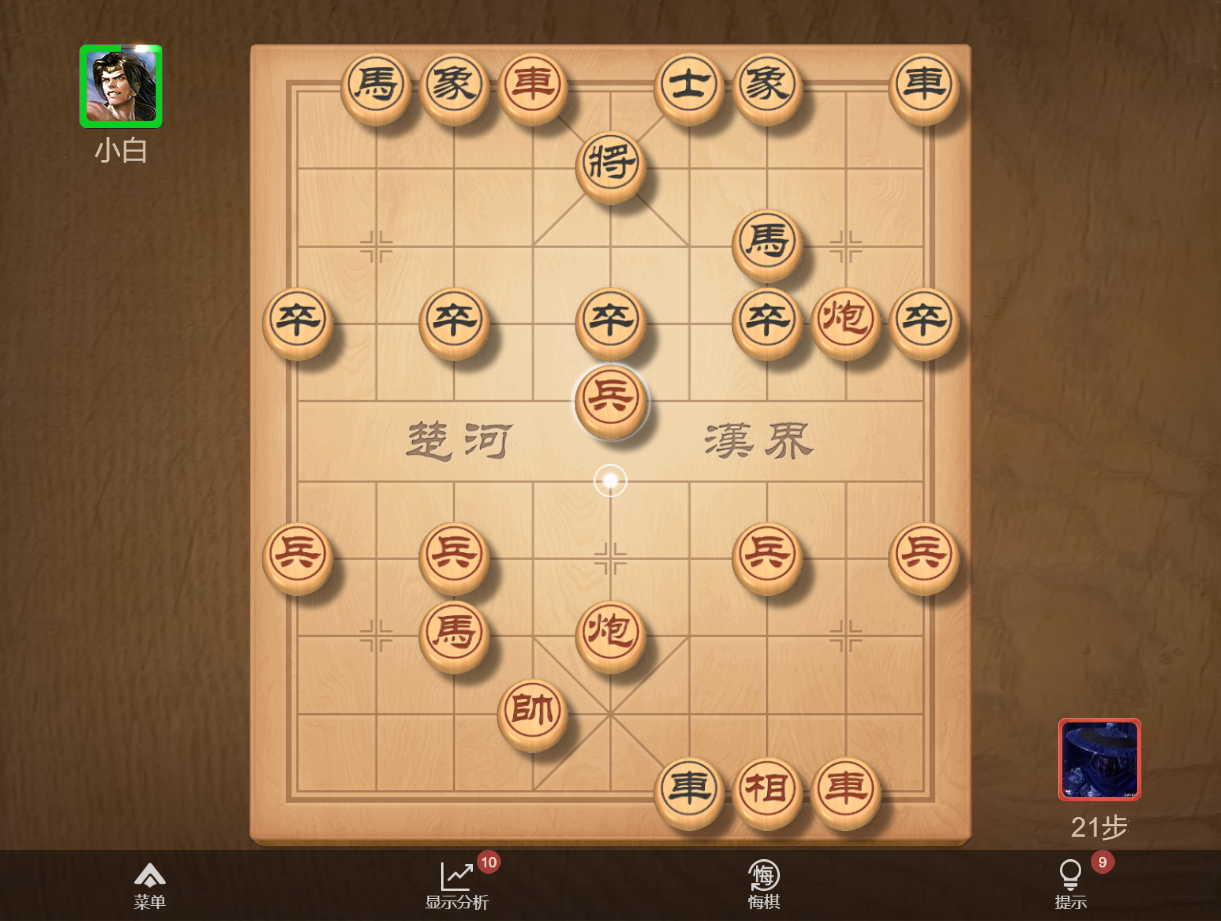 馬 象 車 士 象 車
小白
將
馬
卒 卒 卒 卒 炮 卒
兵
楚河 漢界
兵 兵 兵 兵
馬 炮
帥
車 相 車
21步
10 9
菜单 显示分析 悔棋 提示
悔